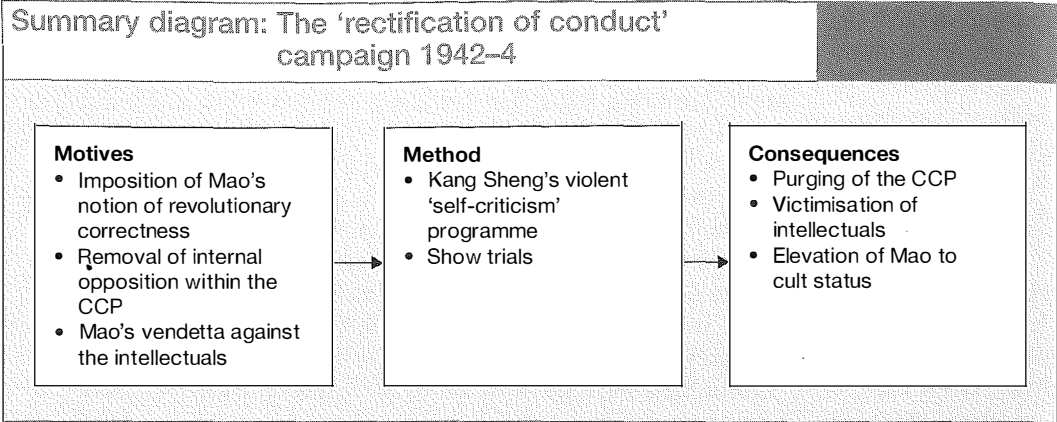 Summary diagram: The ‘rectification of conduct’
campaign 1942–4
Motives
• Imposition of Mao’s
notion of revolutionary
correctness
• Removal of internal
opposition within the
CCP
• Mao’s vendetta against
the intellectuals
Method
• Kang Sheng’s violent
‘self-criticism’
programme
• Show trials
Consequences
• Purging of the CCP
• Victimisation of
intellectuals
• Elevation of Mao to
cult status